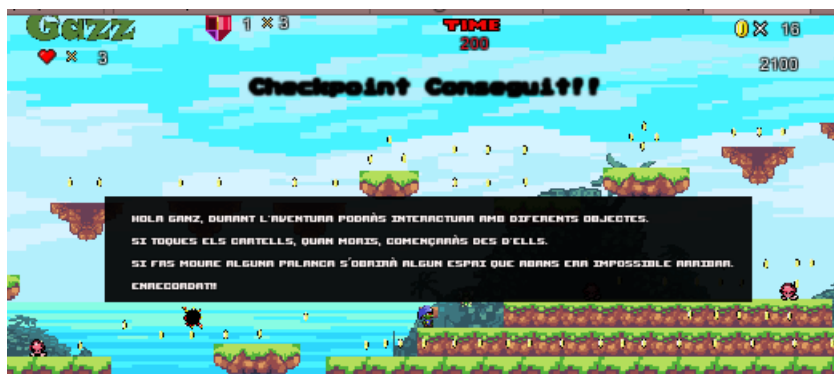 Gazz
1 × 3
TIME
0 × 16
× 3
200
2100
Checkpoint Conseguit!!
HOLA GANZ, DURANT L'AVENTURA PODRÀS INTERACTUAR AMB DIFERENTS OBJECTES.
SI TOQUES ELS CARTELLS, QUAN MORIS, COMENÇARÀS DES D'ELLS.
SI FAS MOURE ALGUNA PALANCA S'OBRIRÀ ALGUN ESPAI QUE ABANS ERA IMPOSSIBLE ARRIBAR.
ENRECORDAT!!